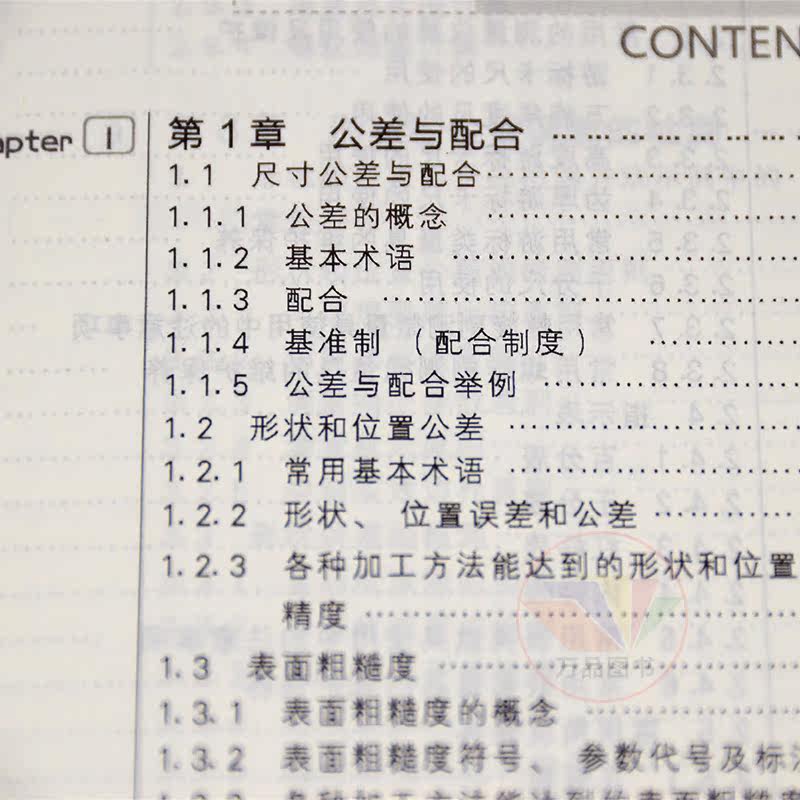 CONTEN
apter 1
第1章 公差与配合
1.1 尺寸公差与配合
1.1.1 公差的概念
1.1.2 基本术语
1.1.3 配合
1.1.4 基准制 （配合制度）
1.1.5 公差与配合举例
1.2 形状和位置公差
1.2.1 常用基本术语
1.2.2 形状、 位置误差和公差
1.2.3 各种加工方法能达到的形状和位置
精度
1.3 表面粗糙度
1.3.1 表面粗糙度的概念
1.3.2 表面粗糙度符号、 参数代号及标注
万品图书